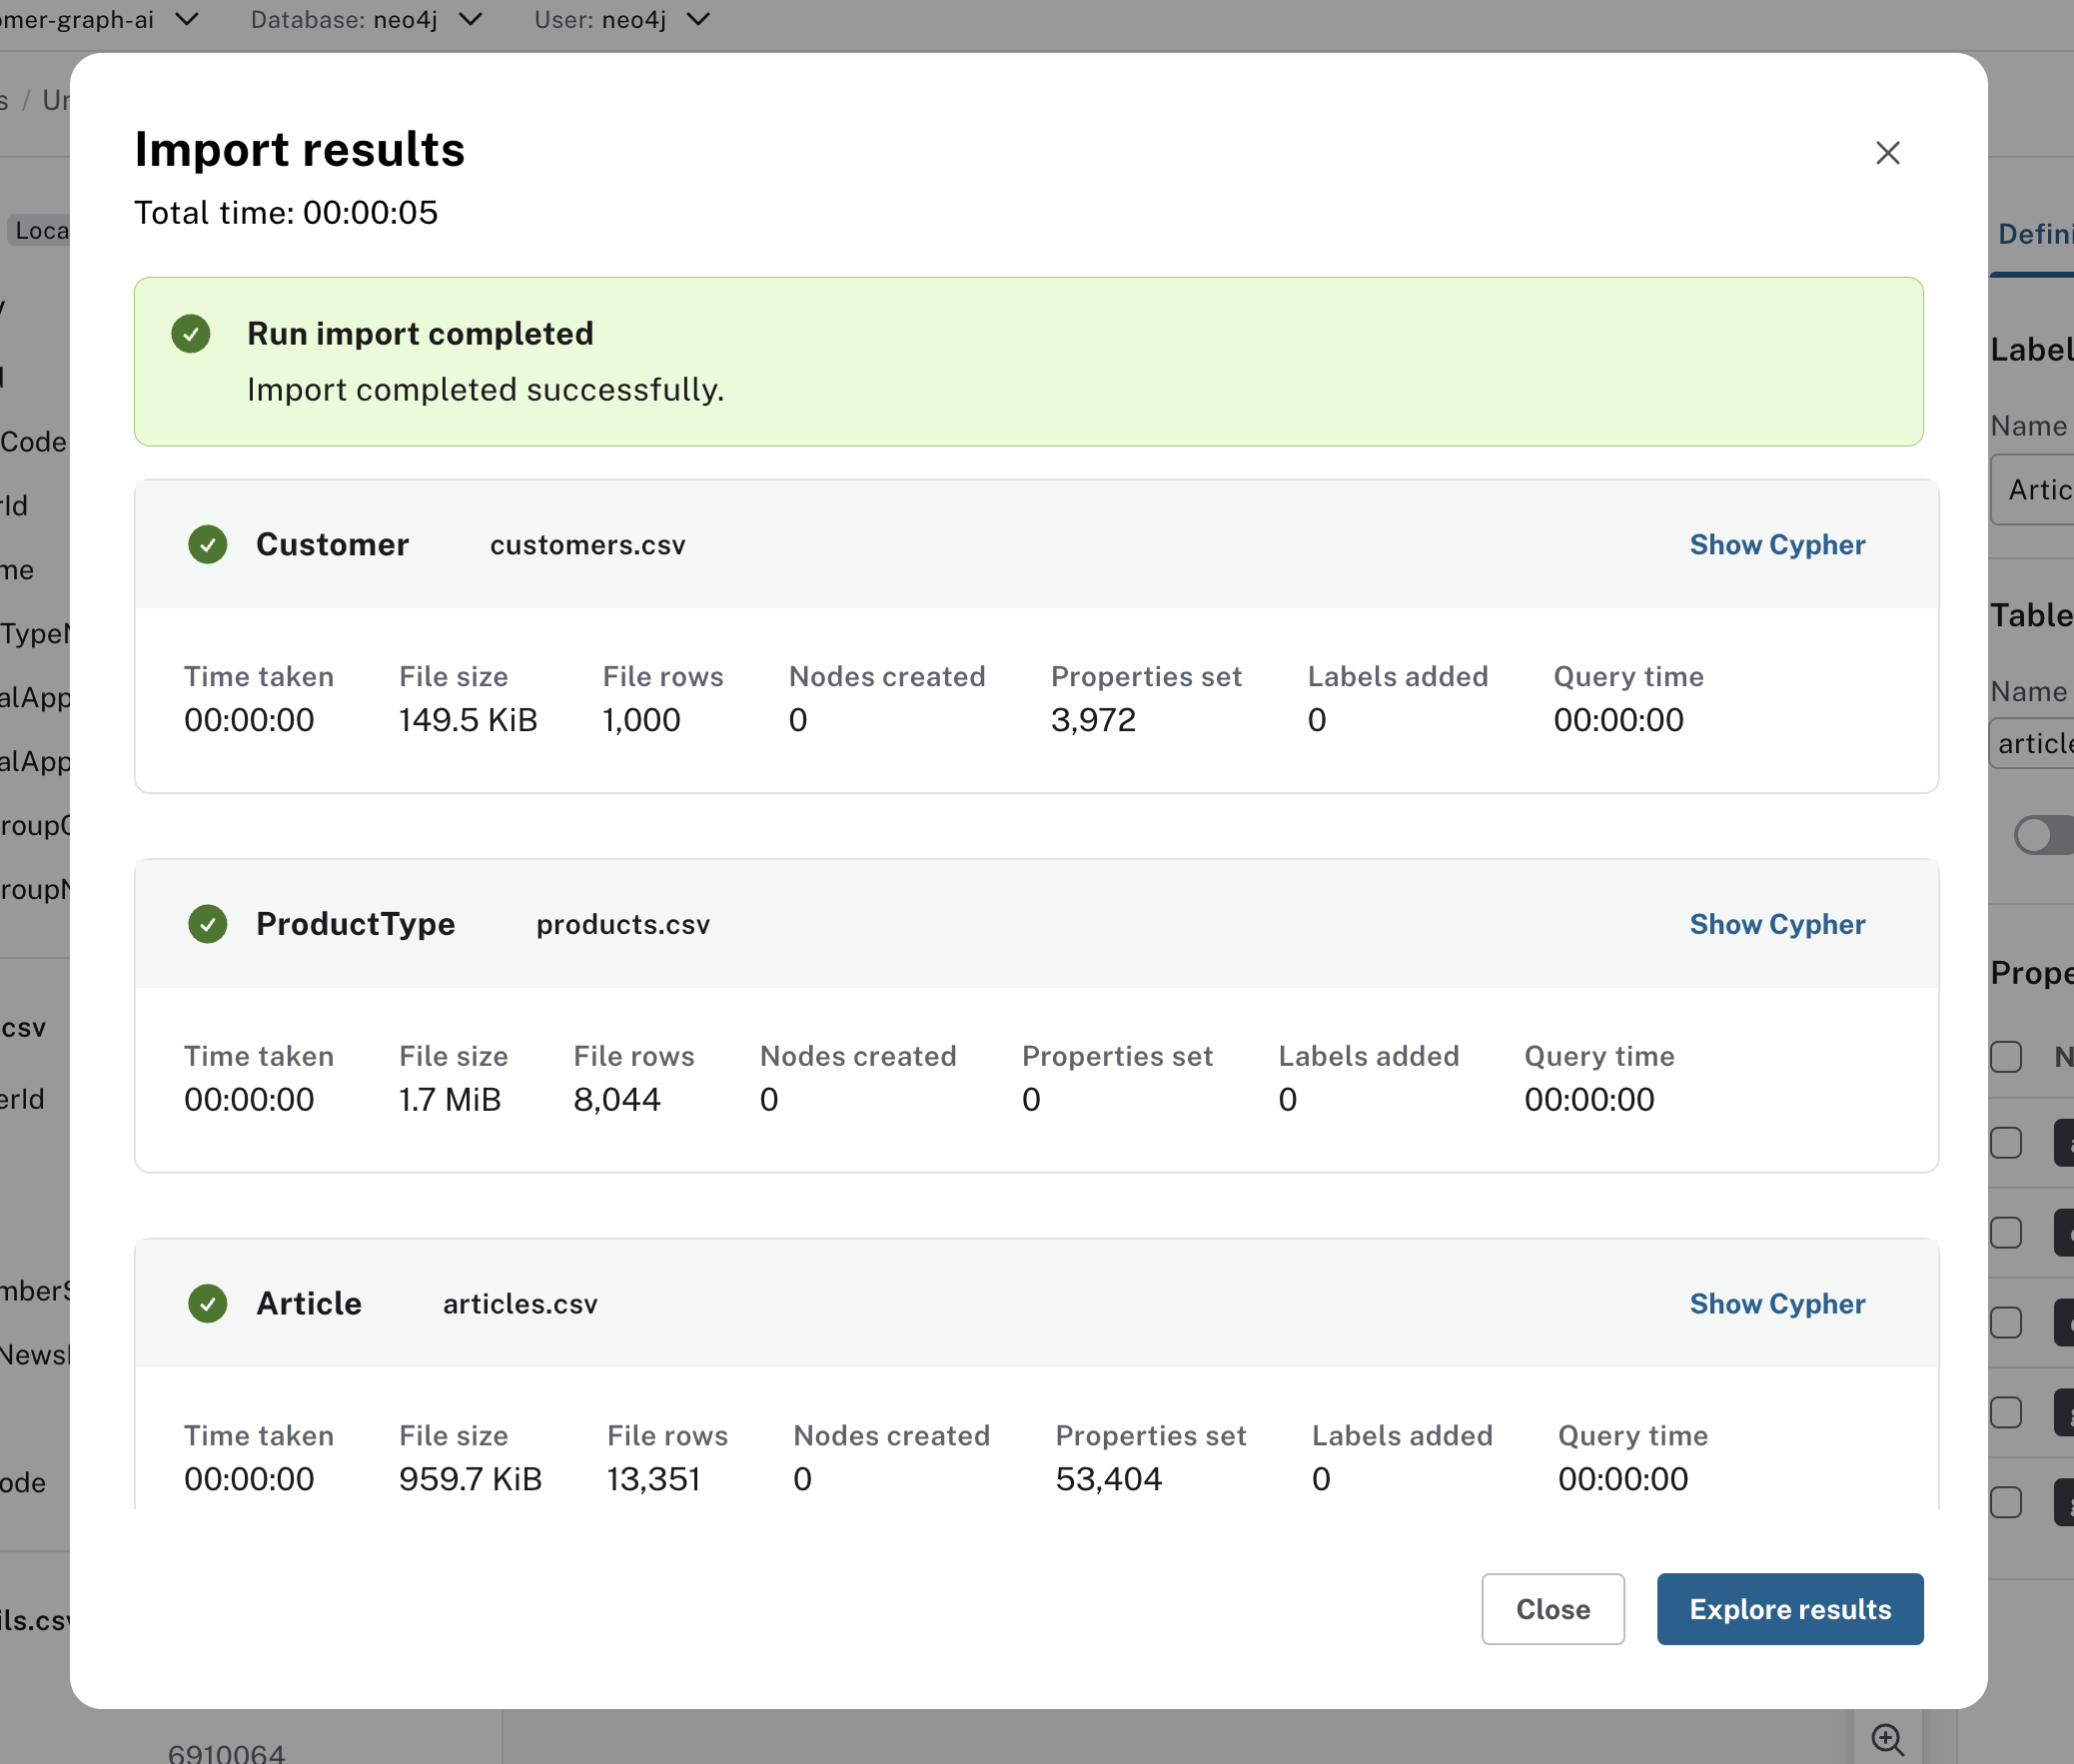 Database: neo4j User: neo4j
Import results
Total time: 00:00:05
Run import completed
Import completed successfully.
Customer customers.csv Show Cypher
Time taken File size File rows Nodes created Properties set Labels added Query time
00:00:00 149.5 KiB 1,000 0 3,972 0 00:00:00
ProductType products.csv Show Cypher
Time taken File size File rows Nodes created Properties set Labels added Query time
00:00:00 1.7 MiB 8,044 0 0 0 00:00:00
Article articles.csv Show Cypher
Time taken File size File rows Nodes created Properties set Labels added Query time
00:00:00 959.7 KiB 13,351 0 53,404 0 00:00:00
Close Explore results
Name
Name
6910064